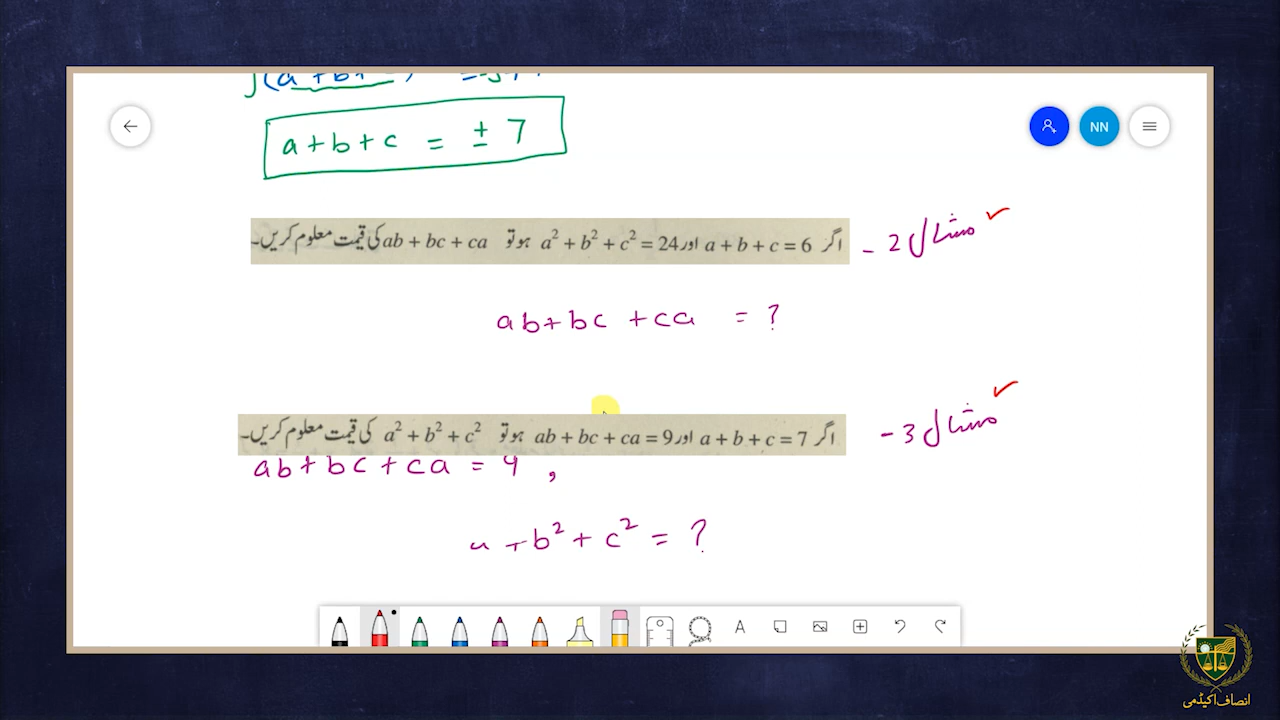 a + b + c = ± 7
اگر a + b + c = 6 اور a² + b² + c² = 24 ہو تو ab + bc + ca کی قیمت معلوم کریں۔
مثال 2 -
ab + bc + ca = ?
NN
اگر a + b + c = 7 اور ab + bc + ca = 9 ہو تو a² + b² + c² کی قیمت معلوم کریں۔
مثال 3 -
ab + bc + ca = 9 ,
+ b² + c² = ?
A
انصاف اکیڈمی